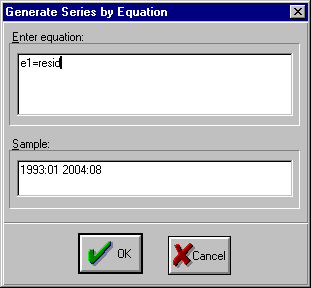 Generate Series by Equation
Enter equation:
e1=resid
Sample:
1993:01 2004:08
OK
Cancel